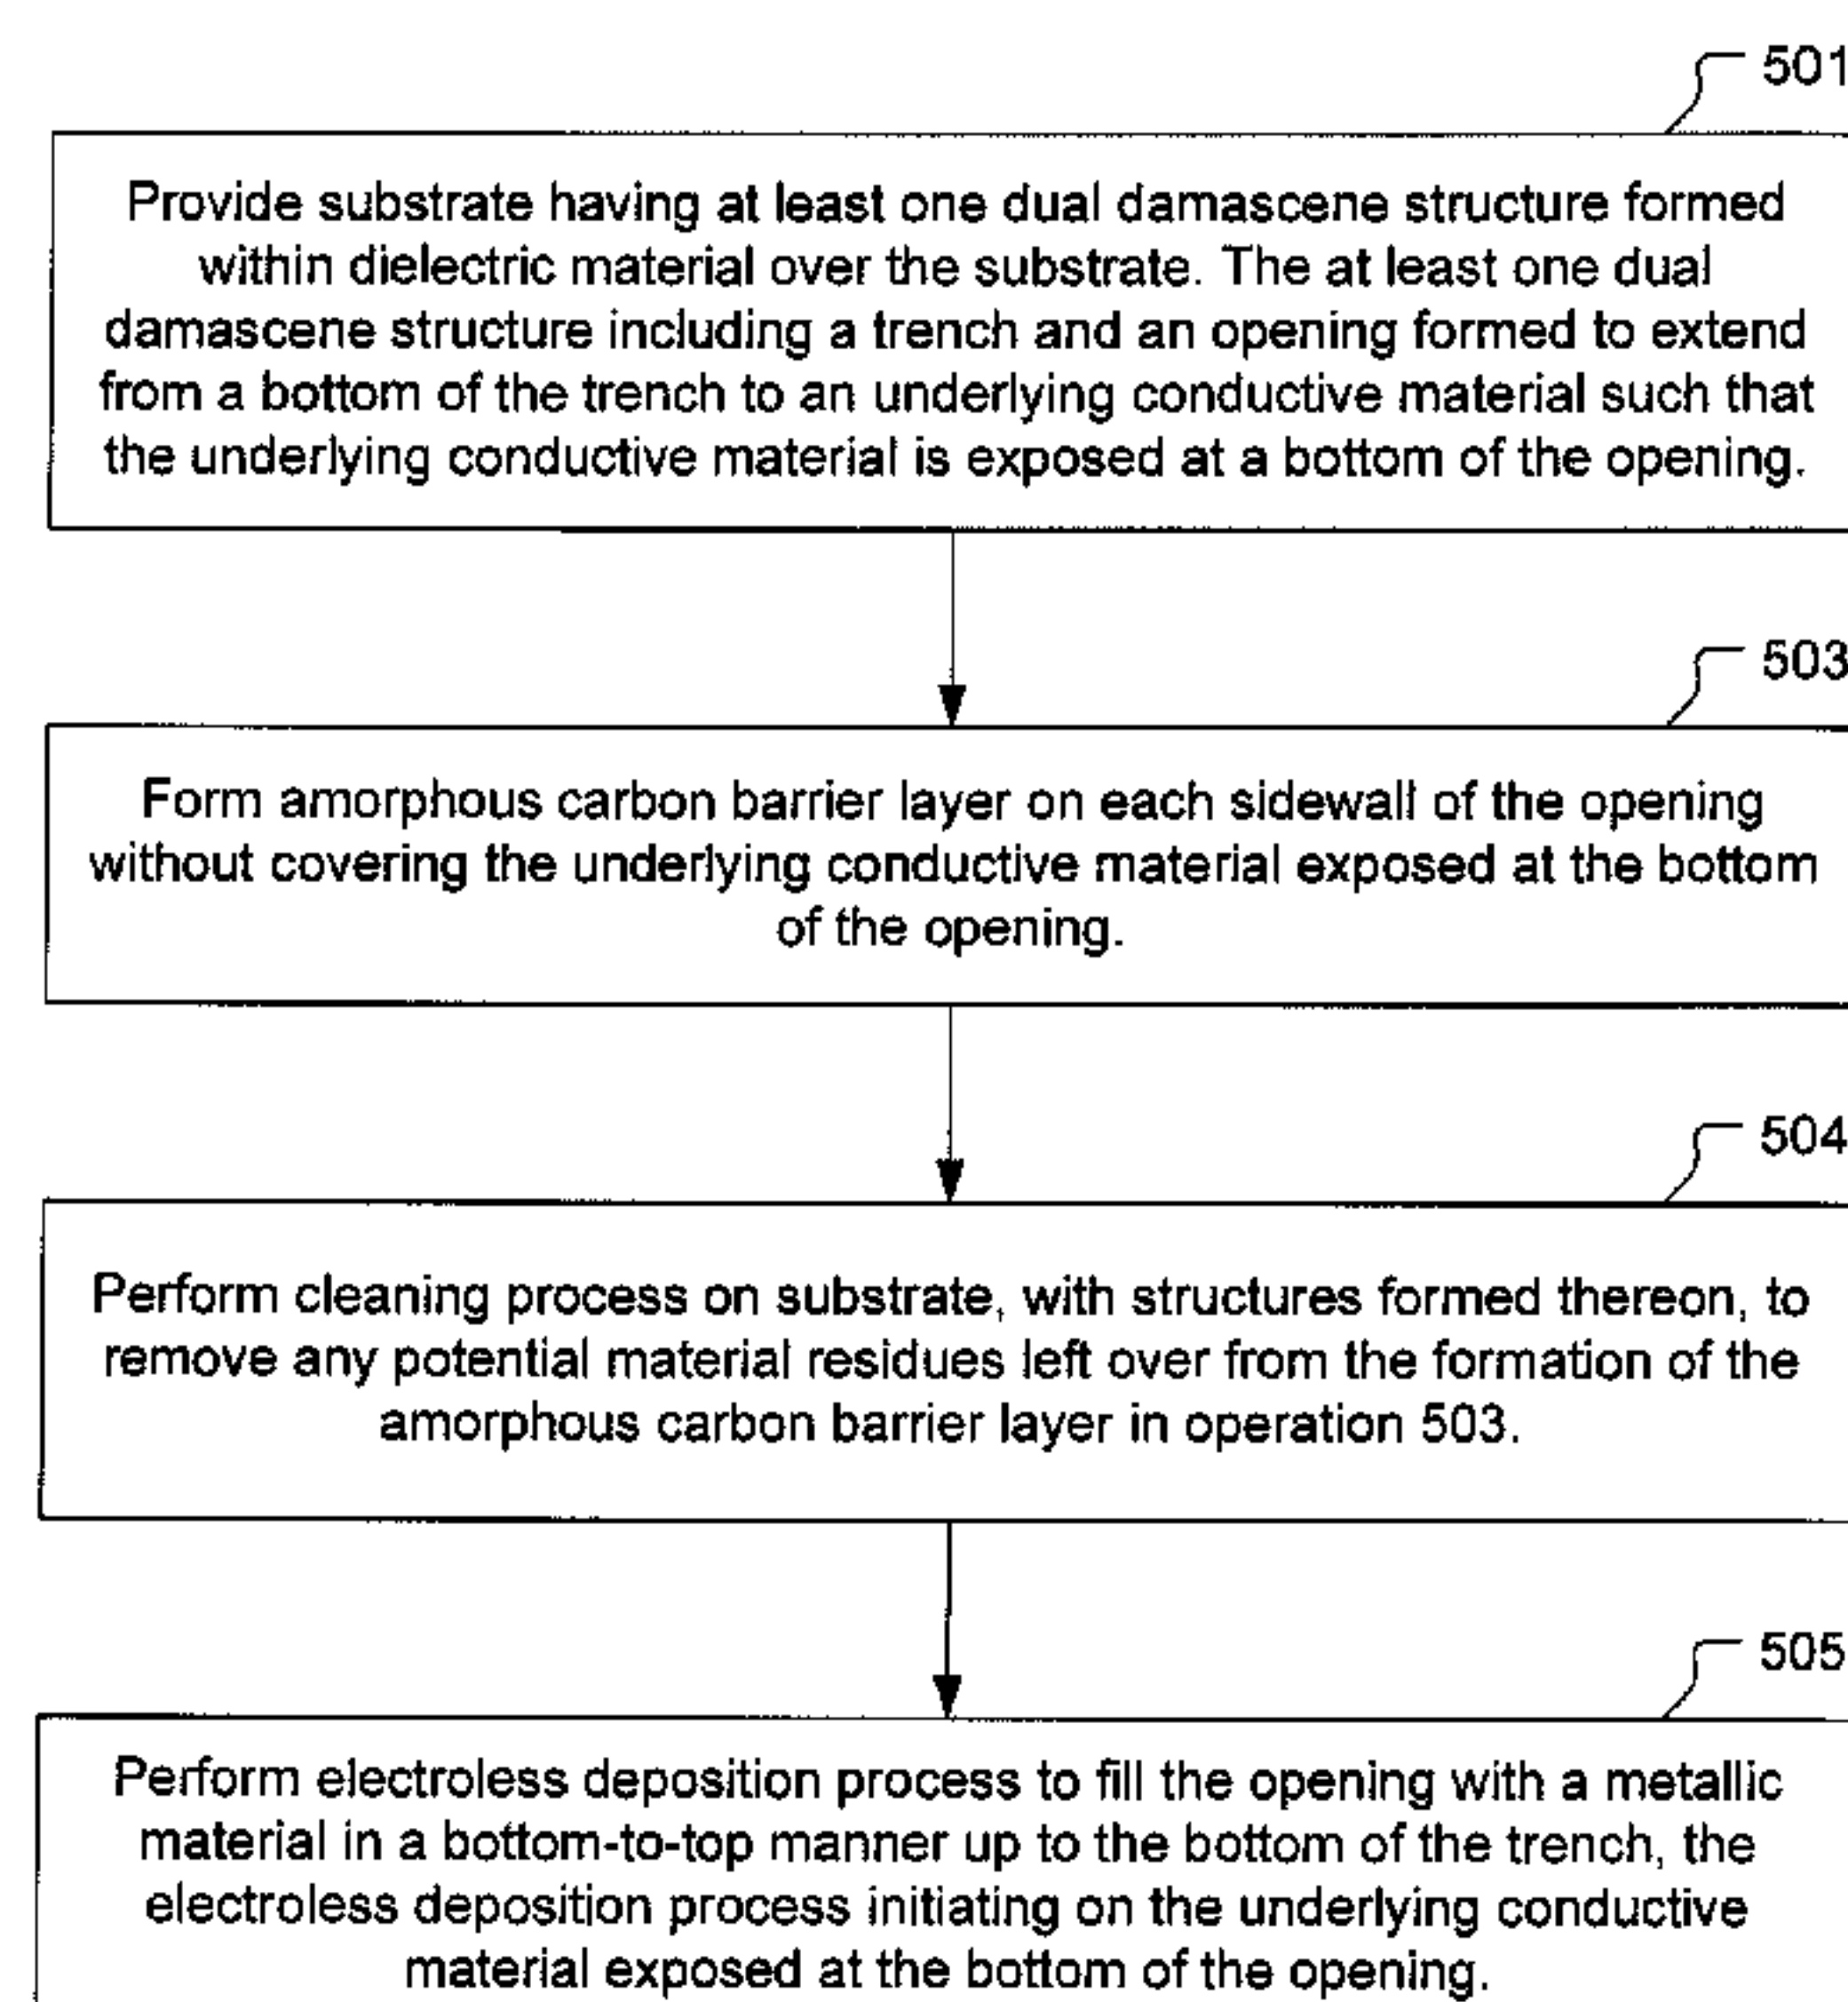 501
Provide substrate having at least one dual damascene structure formed
within dielectric material over the substrate. The at least one dual
damascene structure including a trench and an opening formed to extend
from a bottom of the trench to an underlying conductive material such that
the underlying conductive material is exposed at a bottom of the opening.
503
Form amorphous carbon barrier layer on each sidewall of the opening
without covering the underlying conductive material exposed at the bottom
of the opening.
504
Perform cleaning process on substrate, with structures formed thereon, to
remove any potential material residues left over from the formation of the
amorphous carbon barrier layer in operation 503.
505
Perform electroless deposition process to fill the opening with a metallic
material in a bottom-to-top manner up to the bottom of the trench, the
electroless deposition process initiating on the underlying conductive
material exposed at the bottom of the opening.